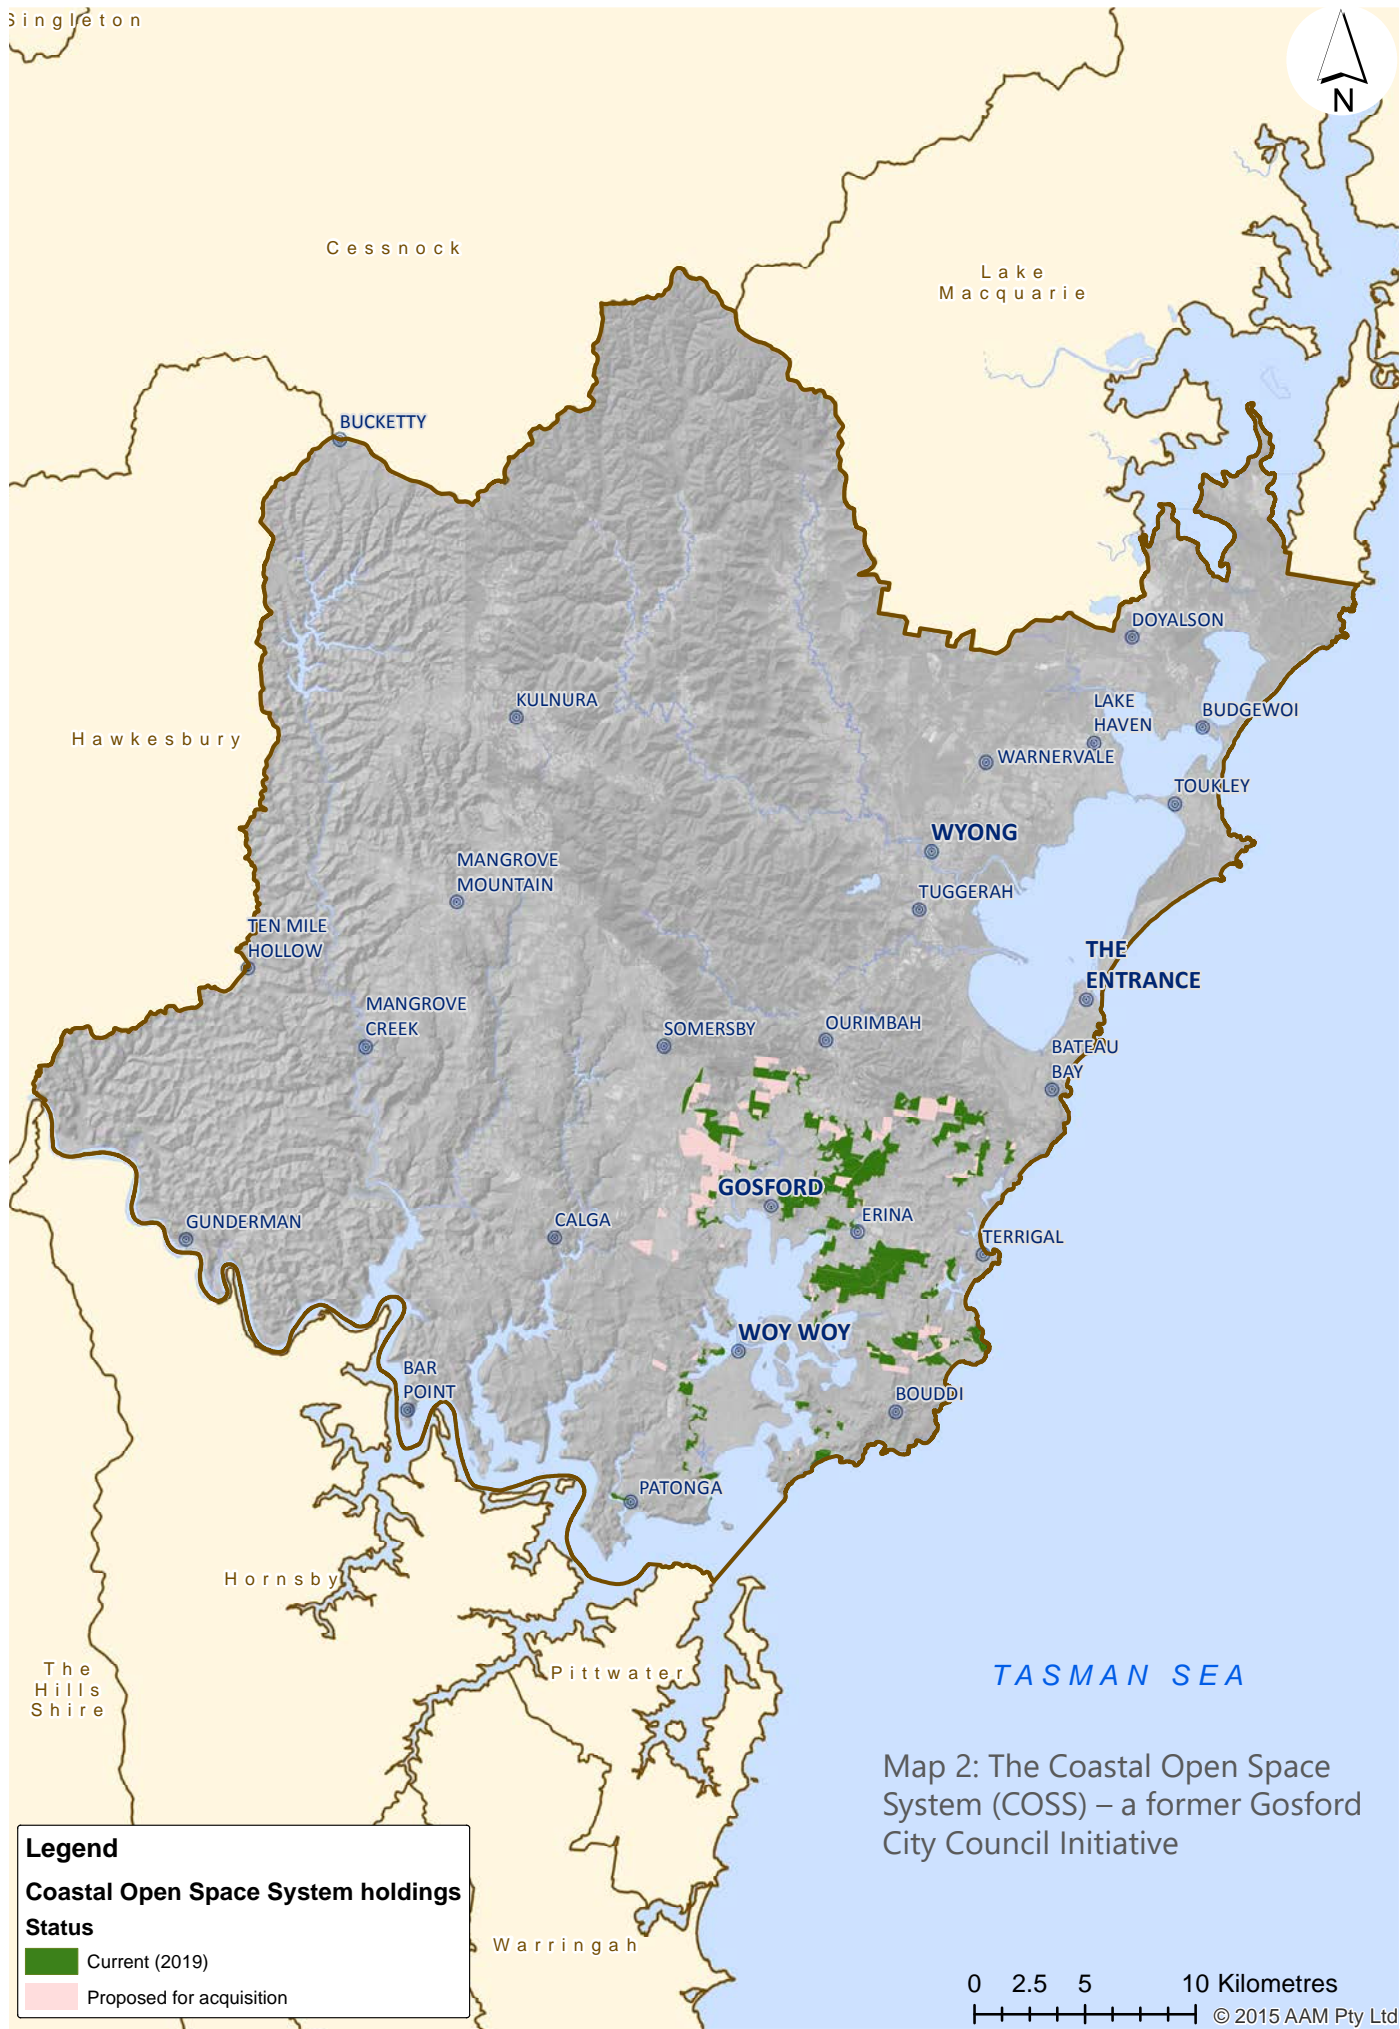 Singleton
N
Cessnock
Lake
Macquarie
BUCKETTY
DOYALSON
KULNURA
LAKE
HAVEN
BUDGEWOI
Hawkesbury
WARNERVALE
TOUKLEY
WYONG
MANGROVE
MOUNTAIN
TUGGERAH
TEN MILE
HOLLOW
THE
ENTRANCE
MANGROVE
CREEK
SOMERSBY
OURIMBAH
BATEAU
BAY
GOSFORD
GUNDERMAN
CALGA
ERINA
TERRIGAL
WOY WOY
BAR
POINT
BOUDDI
PATONGA
Hornsby
The
Hills
Shire
Pittwater
TASMAN SEA
Map 2: The Coastal Open Space
System (COSS) – a former Gosford
City Council Initiative
Legend
Coastal Open Space System holdings
Status
Current (2019)
Proposed for acquisition
Warringah
0 2.5 5 10 Kilometres
© 2015 AAM Pty Ltd